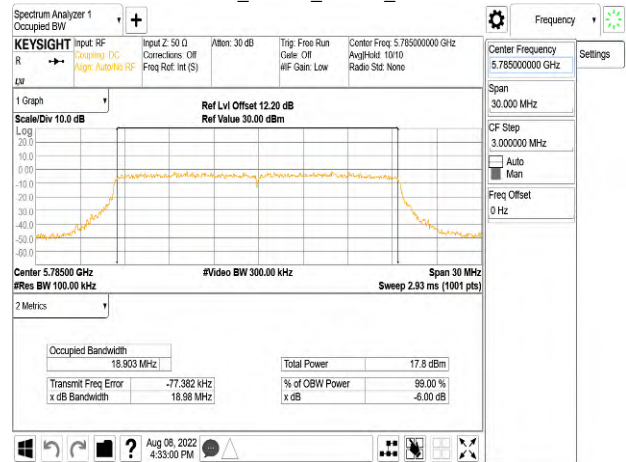 Spectrum Analyzer 1
Occupied BW
Frequency
KEYSIGHT
R
Input: RF
Coupling: DC
Align: Auto/No RF
Input Z: 50 Ω
Corrections: Off
Freq Ref: Int (S)
Atten: 30 dB
Trig: Free Run
Gate: Off
#IF Gain: Low
Center Freq: 5.785000000 GHz
Avg|Hold: 10/10
Radio Std: None
Center Frequency
5.785000000 GHz
Settings
Span
30.000 MHz
CF Step
3.000000 MHz
Auto
Man
Freq Offset
0 Hz
1 Graph
Scale/Div 10.0 dB
Ref Lvl Offset 12.20 dB
Ref Value 30.00 dBm
Log
20.0
10.0
0.00
-10.0
-20.0
-30.0
-40.0
-50.0
-60.0
Center 5.78500 GHz
#Res BW 100.00 kHz
#Video BW 300.00 kHz
Span 30 MHz
Sweep 2.93 ms (1001 pts)
2 Metrics
Occupied Bandwidth
18.903 MHz
Transmit Freq Error -77.382 kHz
x dB Bandwidth 18.98 MHz
Total Power 17.8 dBm
% of OBW Power 99.00 %
x dB -6.00 dB
?
Aug 08, 2022
4:33:00 PM